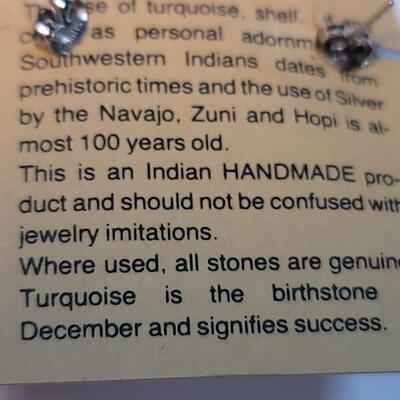 se of turquoise, shell,
as personal adornm
Southwestern Indians dates from
prehistoric times and the use of Silver
by the Navajo, Zuni and Hopi is al-
most 100 years old.
This is an Indian HANDMADE pro-
duct and should not be confused with
jewelry imitations.
Where used, all stones are genuin
Turquoise is the birthstone
December and signifies success.